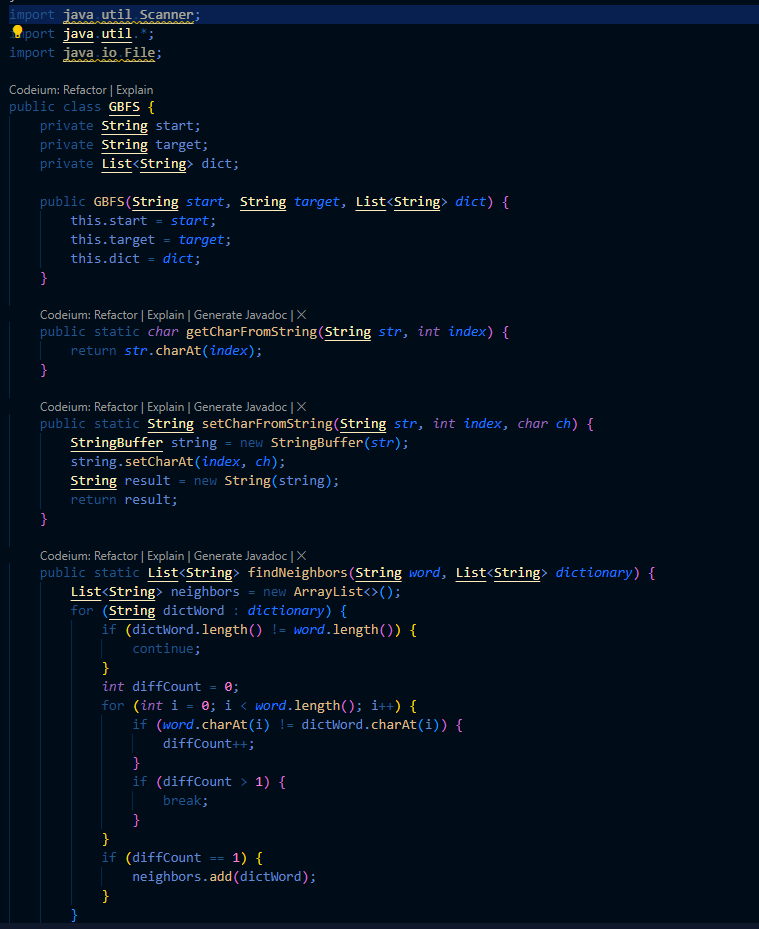 import java.util.Scanner;
import java.util.*;
import java.io.File;
Codeium: Refactor | Explain
public class GBFS {
private String start;
private String target;
private List<String> dict;
public GBFS(String start, String target, List<String> dict) {
this.start = start;
this.target = target;
this.dict = dict;
}
Codeium: Refactor | Explain | Generate Javadoc | X
public static char getCharFromString(String str, int index) {
return str.charAt(index);
}
Codeium: Refactor | Explain | Generate Javadoc | X
public static String setCharFromString(String str, int index, char ch) {
StringBuffer string = new StringBuffer(str);
string.setCharAt(index, ch);
String result = new String(string);
return result;
}
Codeium: Refactor | Explain | Generate Javadoc | X
public static List<String> findNeighbors(String word, List<String> dictionary) {
List<String> neighbors = new ArrayList<>();
for (String dictWord : dictionary) {
if (dictWord.length() != word.length()) {
continue;
}
int diffCount = 0;
for (int i = 0; i < word.length(); i++) {
if (word.charAt(i) != dictWord.charAt(i)) {
diffCount++;
}
if (diffCount > 1) {
break;
}
}
if (diffCount == 1) {
neighbors.add(dictWord);
}
}